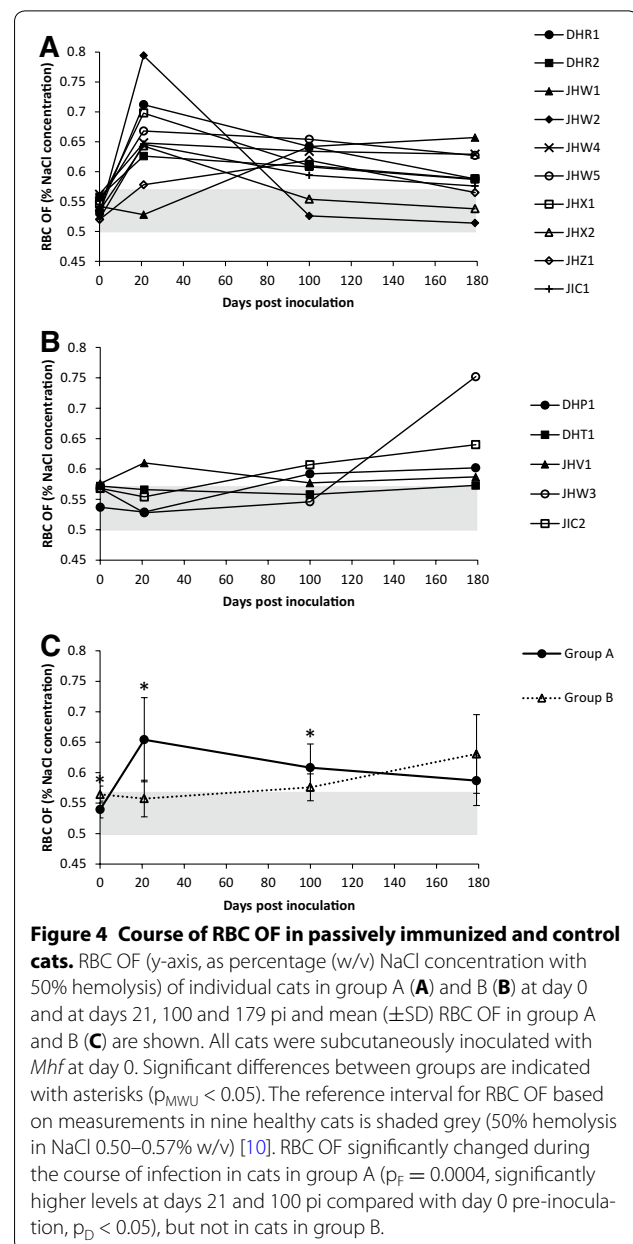 A
0.8
0.75
0.7
0.65
0.6
0.55
0.5
0.45
RBC OF (% NaCl concentration)
0 20 40 60 80 100 120 140 160 180
Days post inoculation
DHR1
DHR2
JHW1
JHW2
JHW4
JHW5
JHX1
JHX2
JHZ1
JIC1
B
0.8
0.75
0.7
0.65
0.6
0.55
0.5
0.45
RBC OF (% NaCl concentration)
0 20 40 60 80 100 120 140 160 180
Days post inoculation
DHP1
DHT1
JHV1
JHW3
JIC2
C
0.8
0.75
0.7
0.65
0.6
0.55
0.5
0.45
RBC OF (% NaCl concentration)
* * *
0 20 40 60 80 100 120 140 160 180
Days post inoculation
Group A
Group B
Figure 4 Course of RBC OF in passively immunized and control
cats. RBC OF (y-axis, as percentage (w/v) NaCl concentration with
50% hemolysis) of individual cats in group A (A) and B (B) at day 0
and at days 21, 100 and 179 pi and mean (±SD) RBC OF in group A
and B (C) are shown. All cats were subcutaneously inoculated with
Mhf at day 0. Significant differences between groups are indicated
with asterisks (pMWU < 0.05). The reference interval for RBC OF based
on measurements in nine healthy cats is shaded grey (50% hemolysis
in NaCl 0.50–0.57% w/v) [10]. RBC OF significantly changed during
the course of infection in cats in group A (pF = 0.0004, significantly
higher levels at days 21 and 100 pi compared with day 0 pre-inocula-
tion, pD < 0.05), but not in cats in group B.